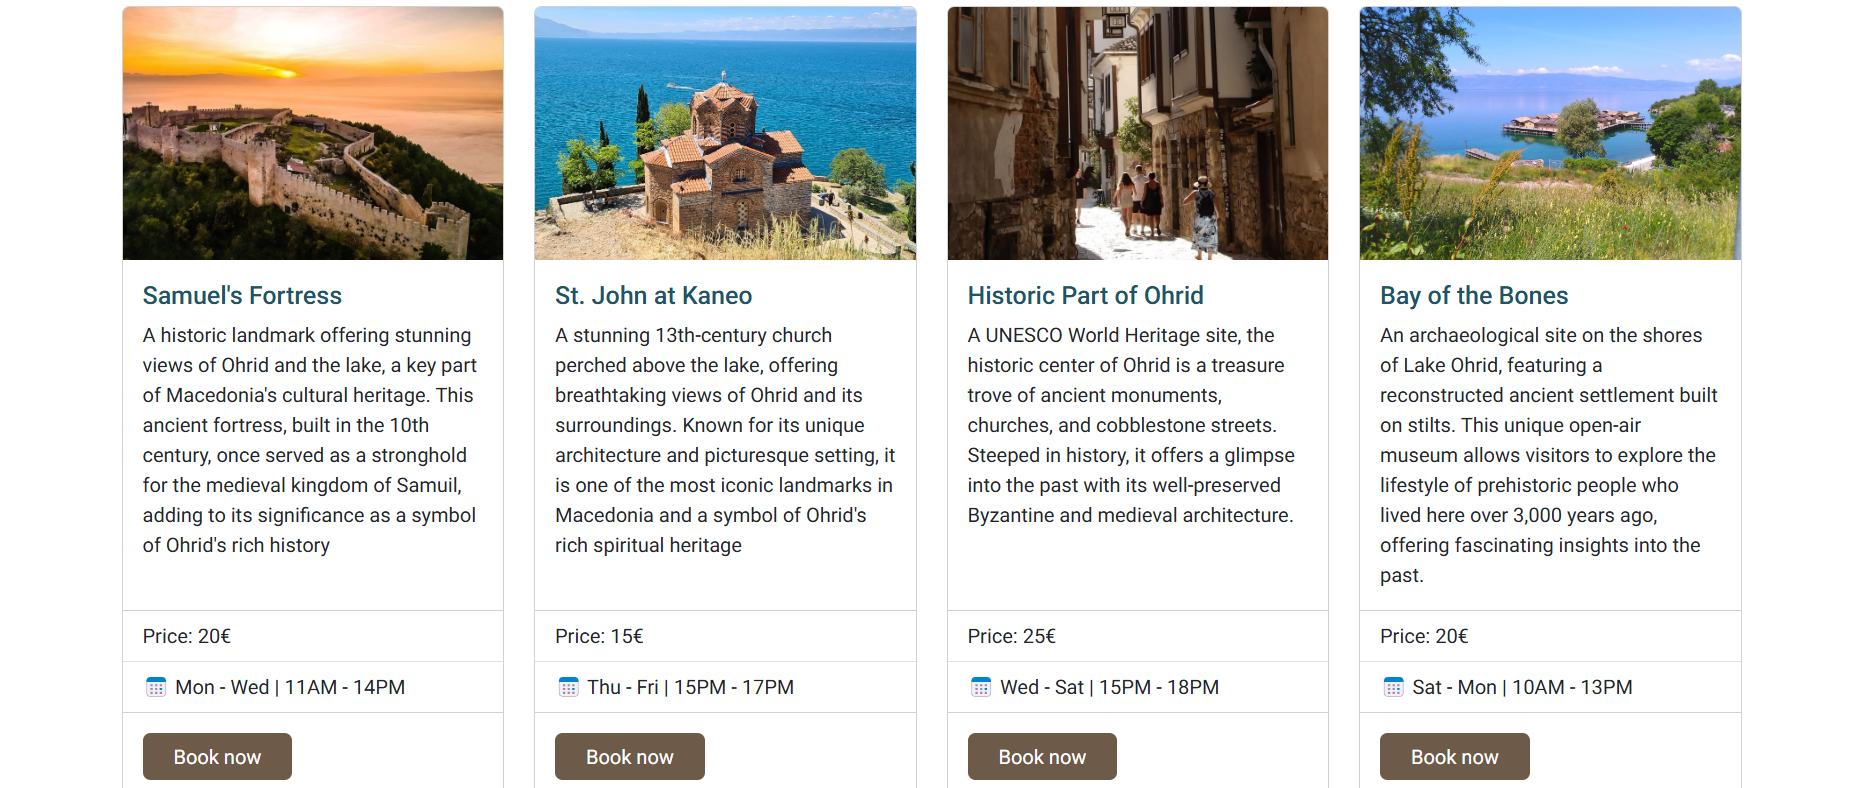 Samuel's Fortress
A historic landmark offering stunning
views of Ohrid and the lake, a key part
of Macedonia's cultural heritage. This
ancient fortress, built in the 10th
century, once served as a stronghold
for the medieval kingdom of Samuil,
adding to its significance as a symbol
of Ohrid's rich history
Price: 20€
Mon - Wed | 11AM - 14PM
Book now
St. John at Kaneo
A stunning 13th-century church
perched above the lake, offering
breathtaking views of Ohrid and its
surroundings. Known for its unique
architecture and picturesque setting, it
is one of the most iconic landmarks in
Macedonia and a symbol of Ohrid's
rich spiritual heritage
Price: 15€
Thu - Fri | 15PM - 17PM
Book now
Historic Part of Ohrid
A UNESCO World Heritage site, the
historic center of Ohrid is a treasure
trove of ancient monuments,
churches, and cobblestone streets.
Steeped in history, it offers a glimpse
into the past with its well-preserved
Byzantine and medieval architecture.
Price: 25€
Wed - Sat | 15PM - 18PM
Book now
Bay of the Bones
An archaeological site on the shores
of Lake Ohrid, featuring a
reconstructed ancient settlement built
on stilts. This unique open-air
museum allows visitors to explore the
lifestyle of prehistoric people who
lived here over 3,000 years ago,
offering fascinating insights into the
past.
Price: 20€
Sat - Mon | 10AM - 13PM
Book now